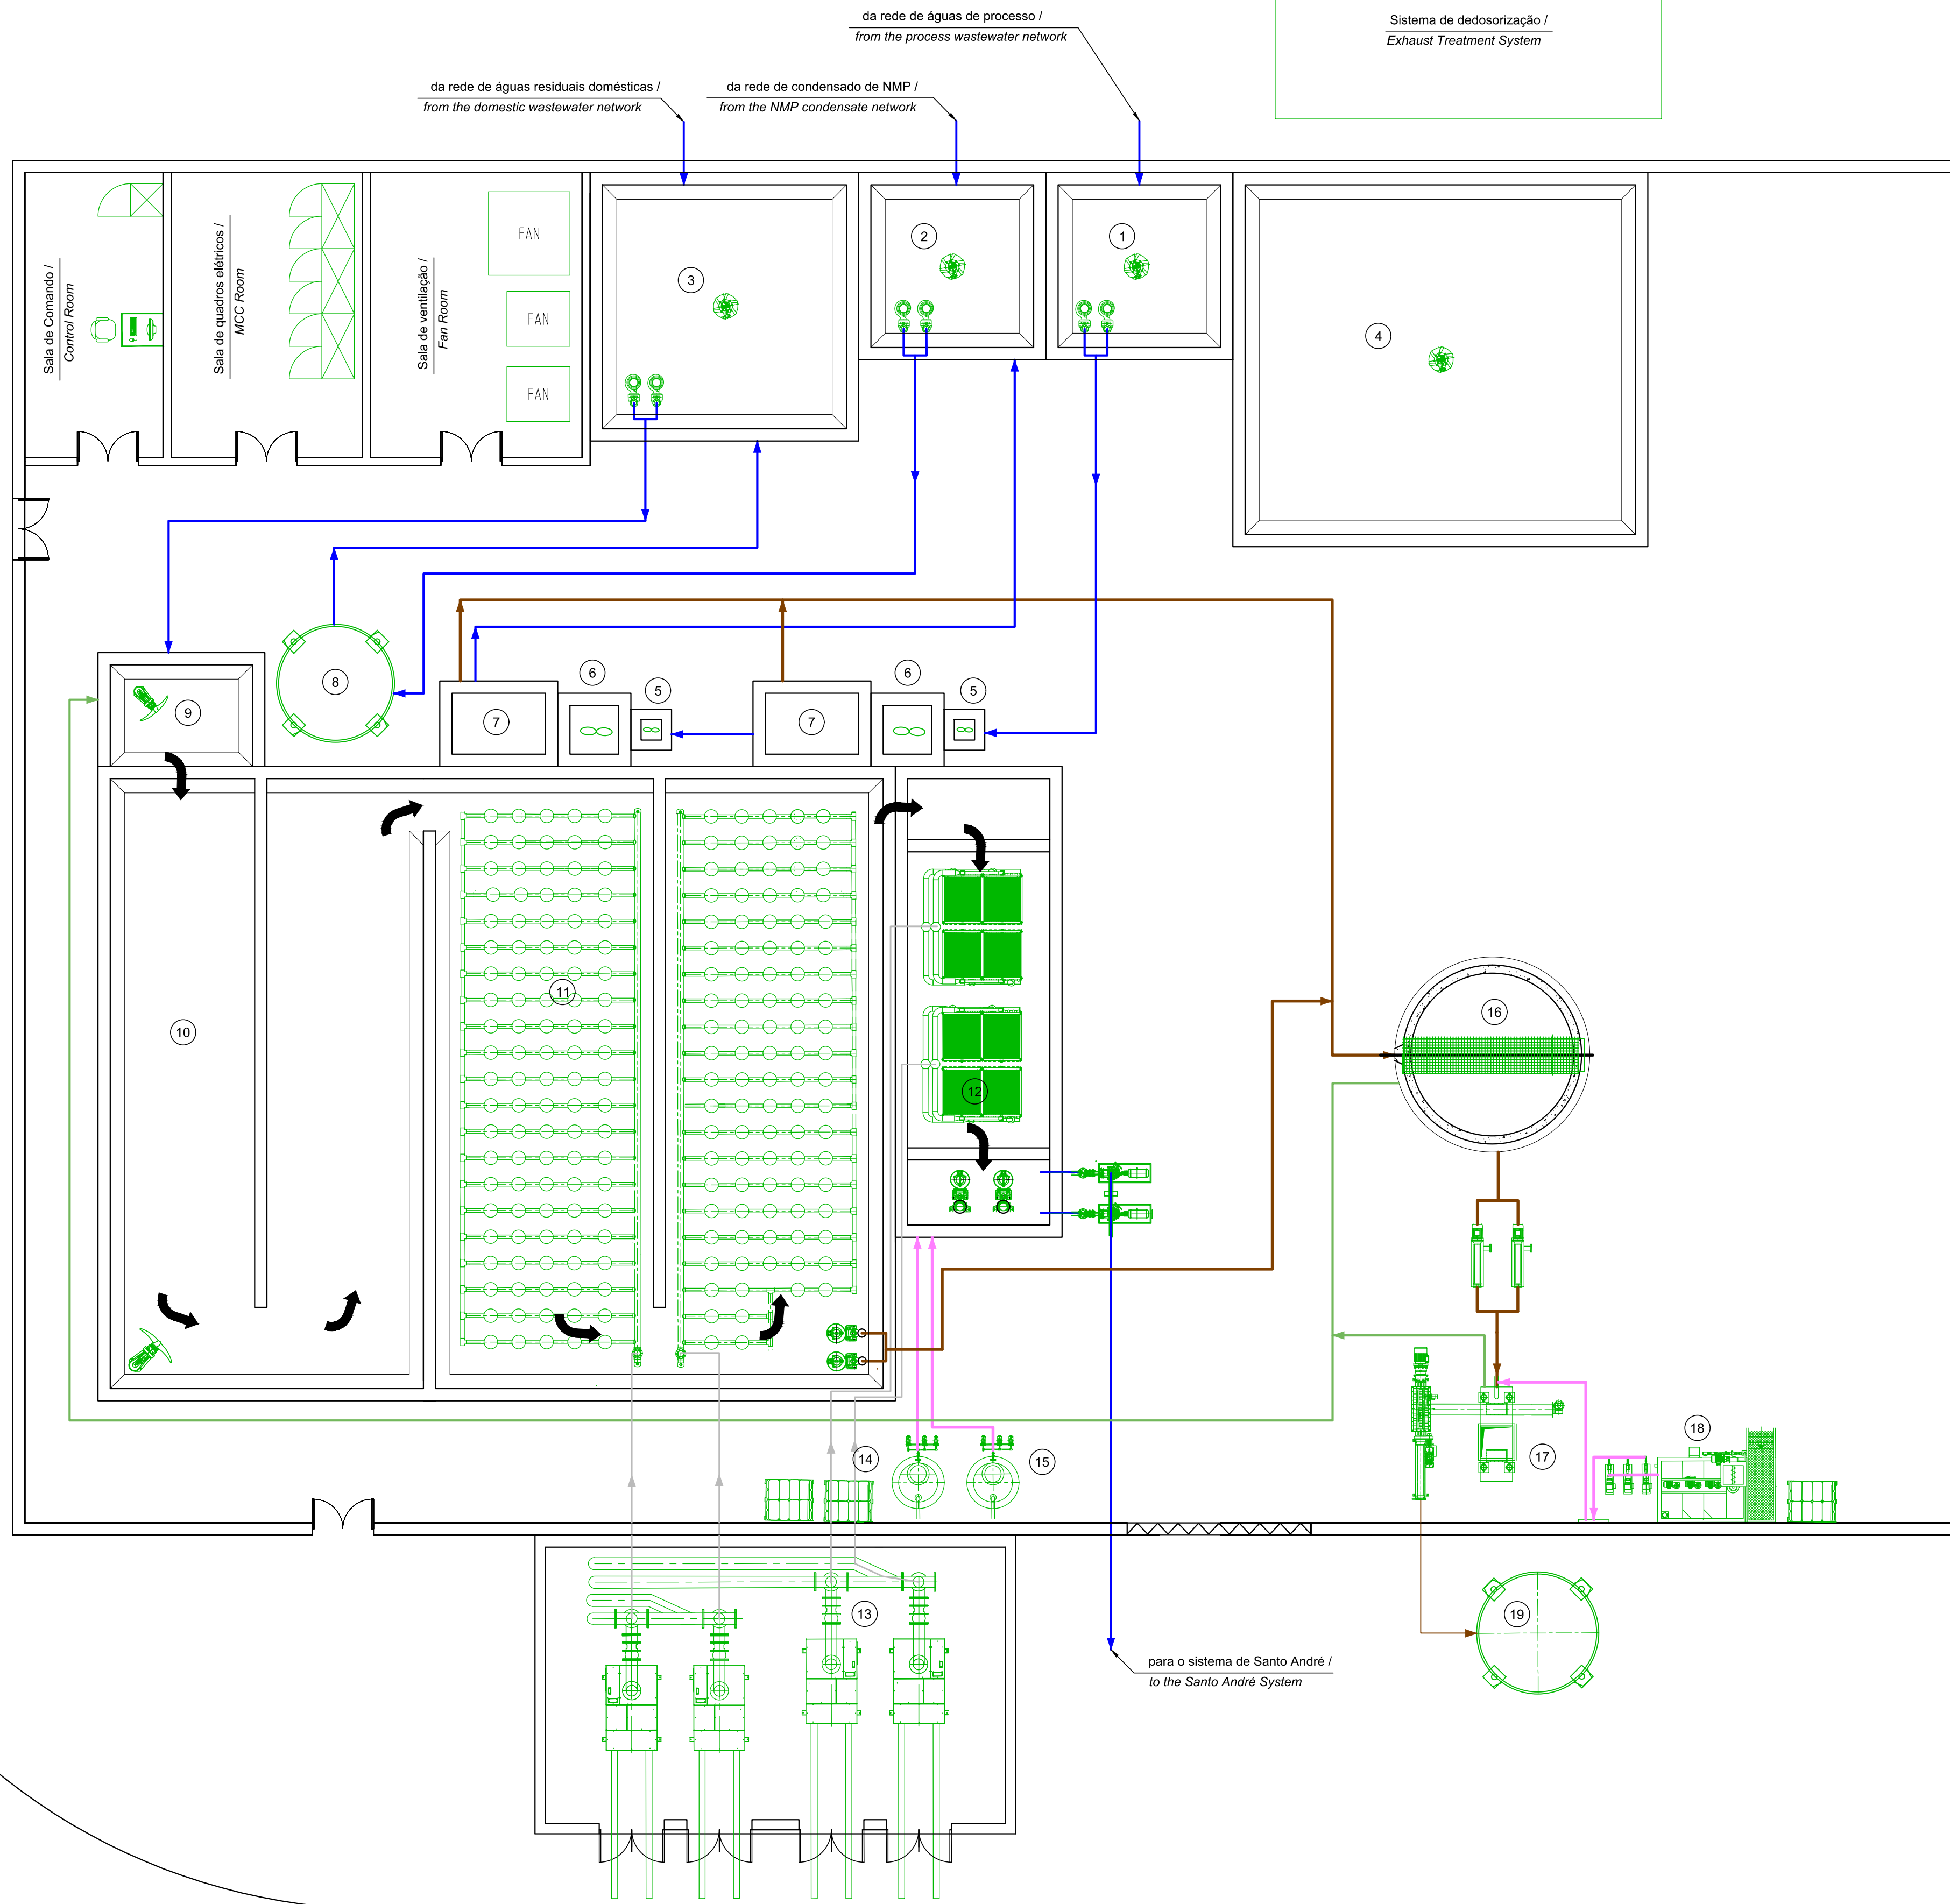 da rede de águas de processo /
from the process wastewater network
Sistema de dedosorização /
Exhaust Treatment System
da rede de águas residuais domésticas /
from the domestic wastewater network
da rede de condensado de NMP /
from the NMP condensate network
Sala de Comando /
Control Room
Sala de quadros elétricos /
MCC Room
Sala de ventilação /
Fan Room
FAN
FAN
FAN
3
2
1
4
9
8
7
6
5
7
6
5
10
11
12
16
14
15
17
18
13
19
para o sistema de Santo André /
to the Santo André System